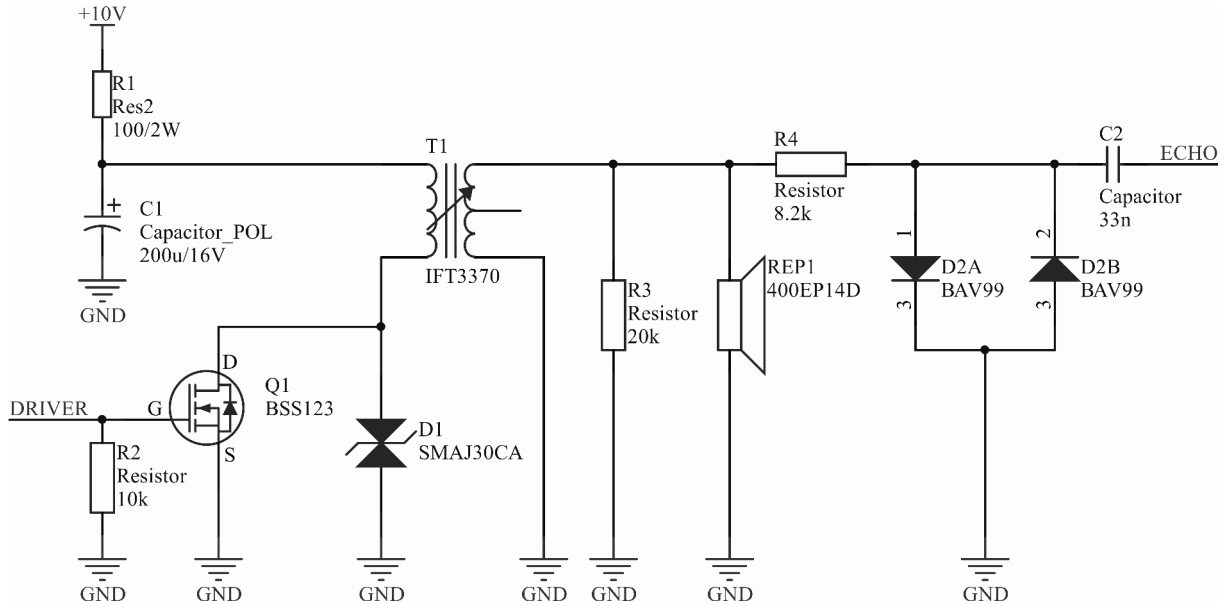 +10V
R1
Res2
100/2W
T1
R4
C2
ECHO
Resistor
8.2k
Capacitor
33n
+
C1
Capacitor_POL
200u/16V
1
2
IFT3370
REP1
400EP14D
D2A
BAV99
D2B
BAV99
R3
Resistor
20k
3
3
GND
D
Q1
BSS123
GND
DRIVER
G
S
D1
SMAJ30CA
R2
Resistor
10k
GND
GND
GND
GND
GND
GND
GND